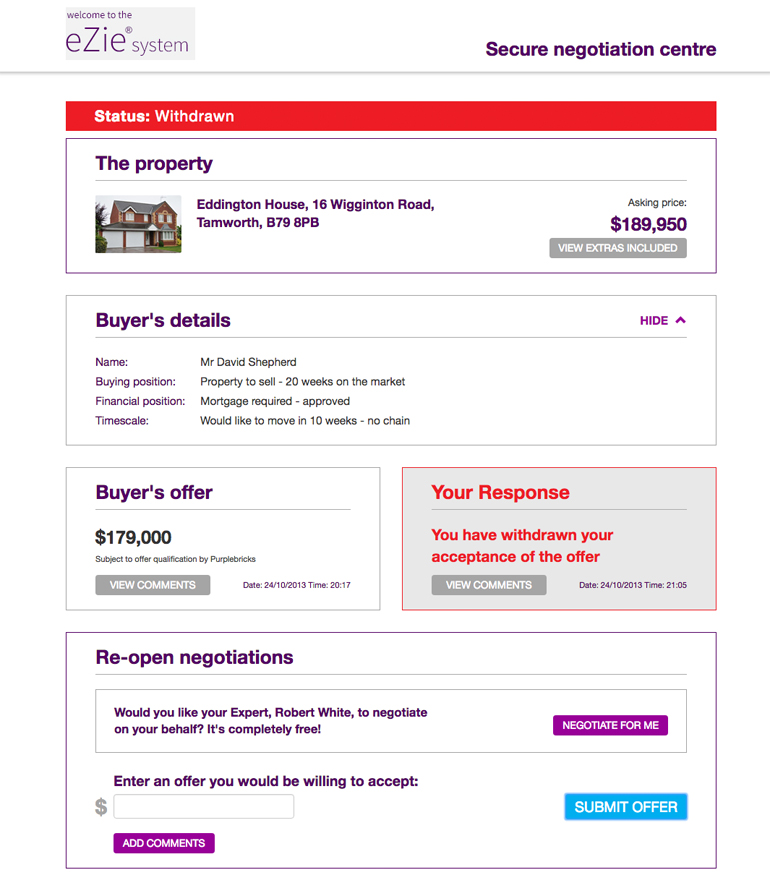 welcome to the
eZie® system
Secure negotiation centre
Status: Withdrawn
The property
Eddington House, 16 Wigginton Road,
Tamworth, B79 8PB
Asking price:
$189,950
VIEW EXTRAS INCLUDED
Buyer's details
HIDE
Name: Mr David Shepherd
Buying position: Property to sell - 20 weeks on the market
Financial position: Mortgage required - approved
Timescale: Would like to move in 10 weeks - no chain
Buyer's offer
$179,000
Subject to offer qualification by Purplebricks
VIEW COMMENTS Date: 24/10/2013 Time: 20:17
Your Response
You have withdrawn your
acceptance of the offer
VIEW COMMENTS Date: 24/10/2013 Time: 21:05
Re-open negotiations
Would you like your Expert, Robert White, to negotiate
on your behalf? It's completely free!
NEGOTIATE FOR ME
Enter an offer you would be willing to accept:
$
SUBMIT OFFER
ADD COMMENTS